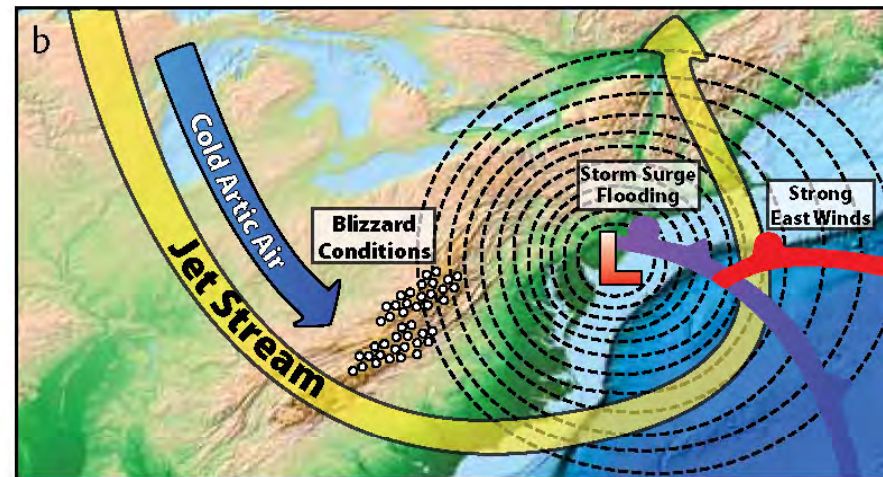 b
Cold Artic Air
Jet Stream
Blizzard
Conditions
Storm Surge
Flooding
Strong
East Winds
L